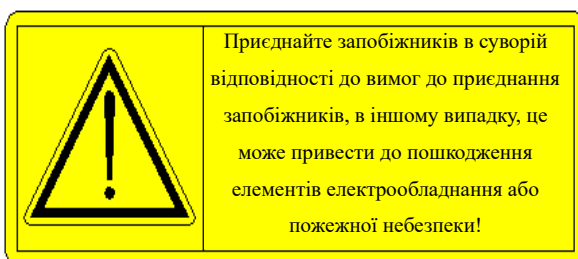 Приєднайте запобіжників в суворій
відповідності до вимог до приєднання
запобіжників, в іншому випадку, це
може привести до пошкодження
елементів електрообладнання або
пожежної небезпеки!